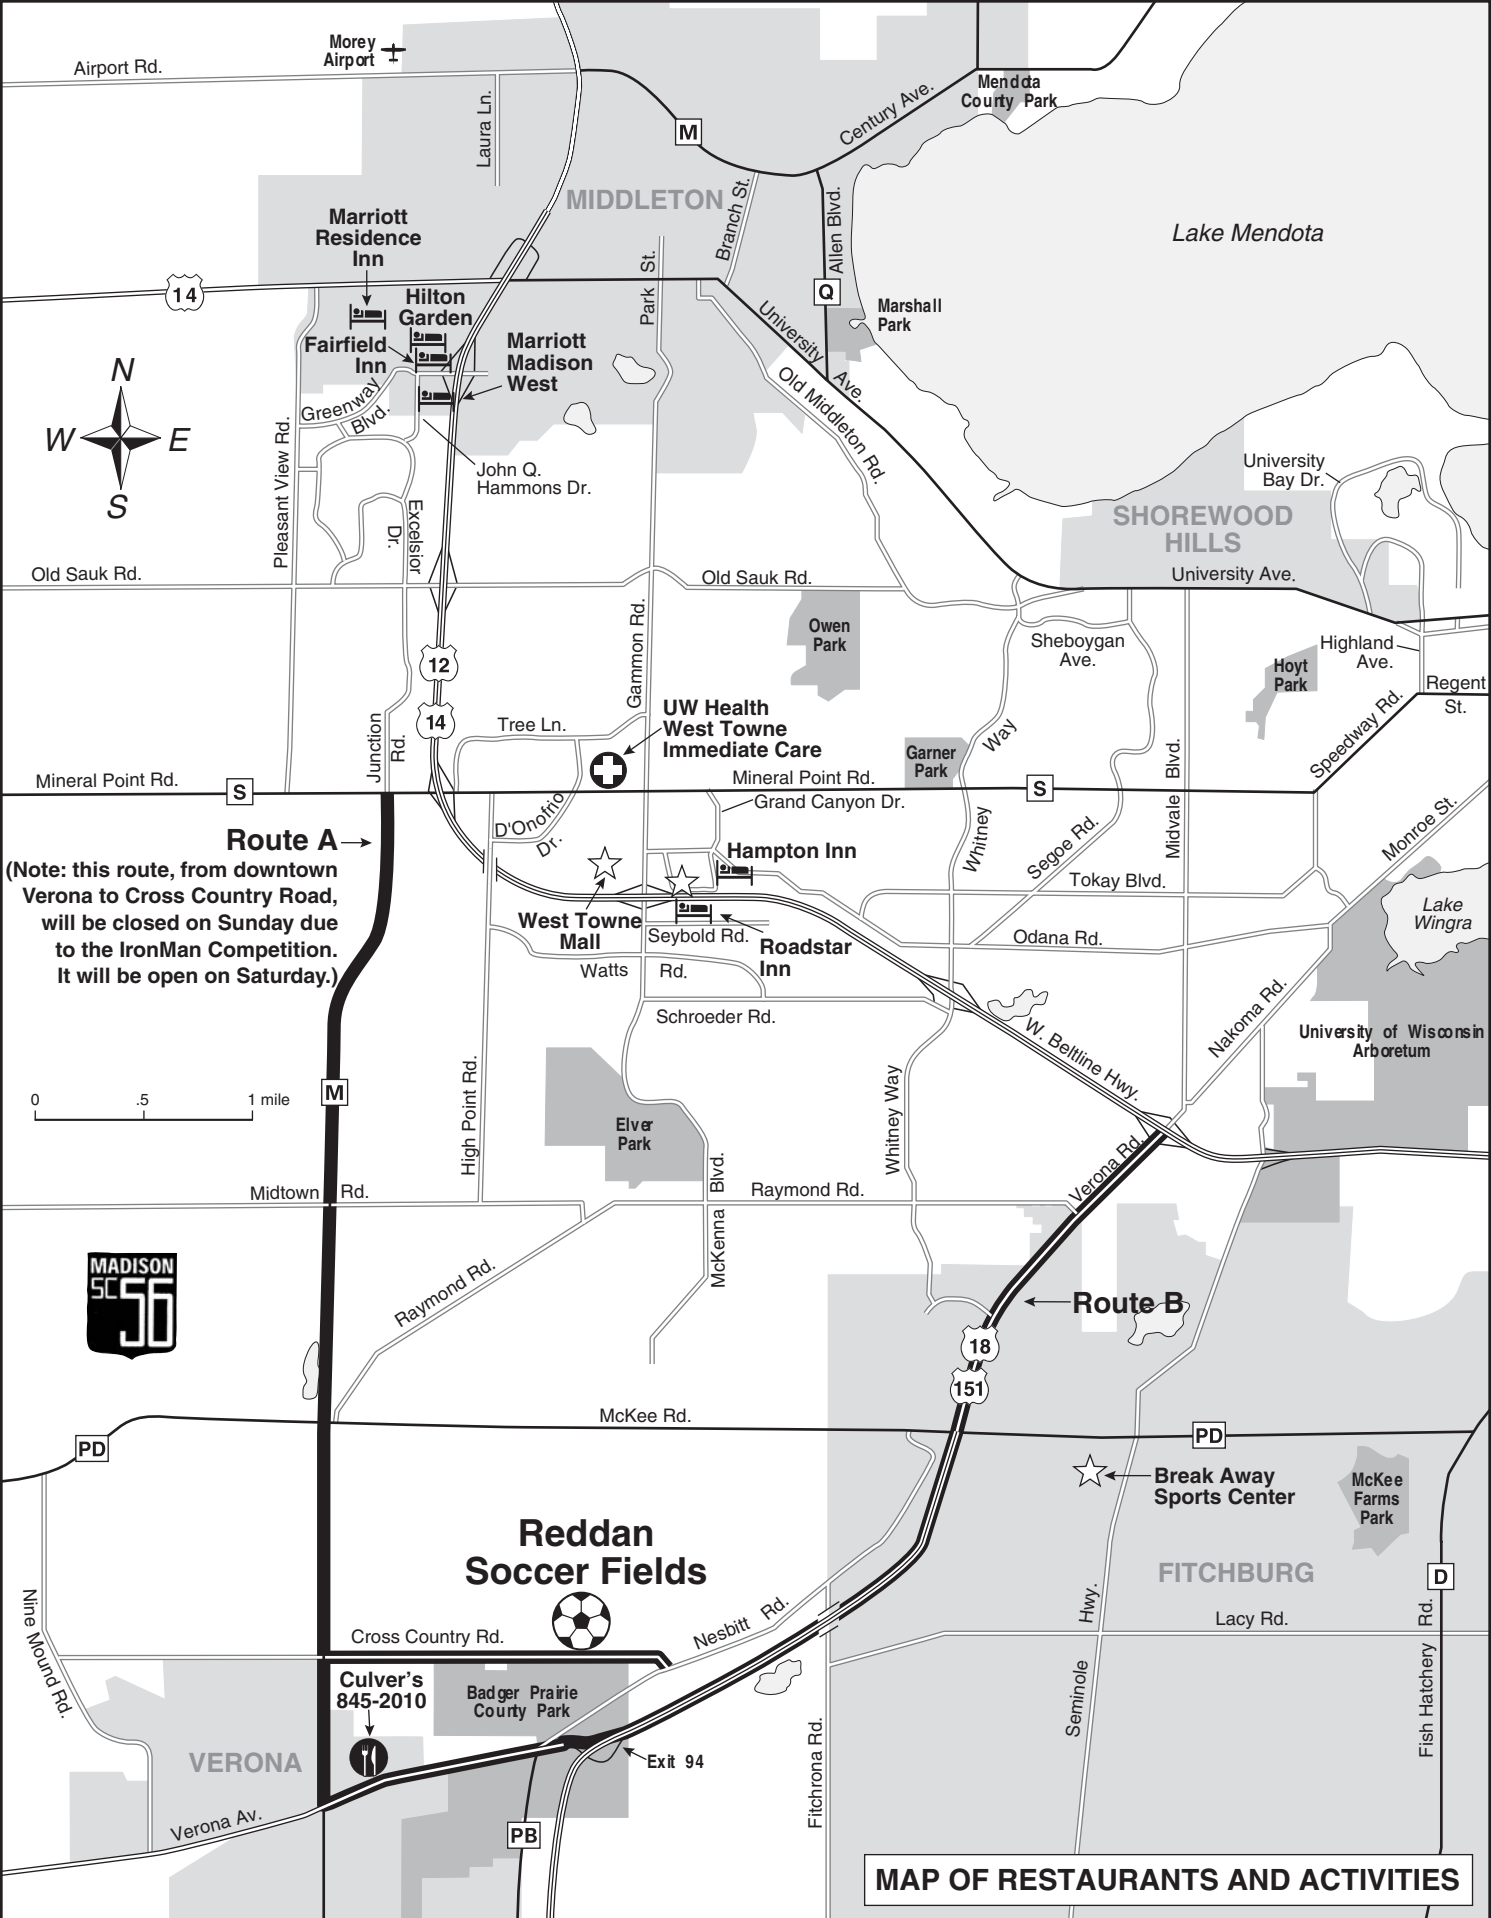 Morey
Airport
Airport Rd.
Laura Ln.
M
Century Ave.
Mendota
County Park
MIDDLETON
Branch St.
Allen Blvd.
Lake Mendota
Marriott
Residence
Inn
14
Park St.
Q
Hilton
Garden
Marshall
Park
University
Ave.
Fairfield
Inn
Marriott
Madison
West
Old Middleton Rd.
N
W
E
S
Greenway
Blvd.
Pleasant View Rd.
John Q.
Hammons Dr.
Excelsior
Dr.
University
Bay Dr.
SHOREWOOD
HILLS
University Ave.
Old Sauk Rd.
Old Sauk Rd.
Owen
Park
Gammon Rd.
Sheboygan
Ave.
Highland
Ave.
Hoyt
Park
12
Regent
St.
14
Junction
Rd.
Tree Ln.
UW Health
West Towne
Immediate Care
Way
Garner
Park
Speedway Rd.
Blvd.
Mineral Point Rd.
S
Mineral Point Rd.
S
Grand Canyon Dr.
D'Onofrio
Dr.
Whitney
Segoe Rd.
Midvale
Monroe St.
Route A
(Note: this route, from downtown
Verona to Cross Country Road,
will be closed on Sunday due
to the IronMan Competition.
It will be open on Saturday.)
Hampton Inn
Tokay Blvd.
West Towne
Mall
Lake
Wingra
Seybold Rd.
Roadstar
Inn
Odana Rd.
Watts
Rd.
Schroeder Rd.
W. Beltline Hwy.
Nakoma Rd.
University of Wisconsin
Arboretum
0
.5
1 mile
M
High Point Rd.
Elver
Park
Whitney Way
Verona Rd.
Midtown
Rd.
Blvd.
McKenna
Raymond Rd.
MADISON
SC
56
Raymond Rd.
Route B
18
151
McKee Rd.
PD
PD
Break Away
Sports Center
McKee
Farms
Park
Reddan
Soccer Fields
FITCHBURG
D
Nine Mound Rd.
Hwy.
Rd.
Lacy Rd.
Cross Country Rd.
Nesbitt Rd.
Culver's
845-2010
Badger Prairie
County Park
Seminole
Fish Hatchery
VERONA
Exit 94
Fitchrona Rd.
Verona Av.
PB
MAP OF RESTAURANTS AND ACTIVITIES